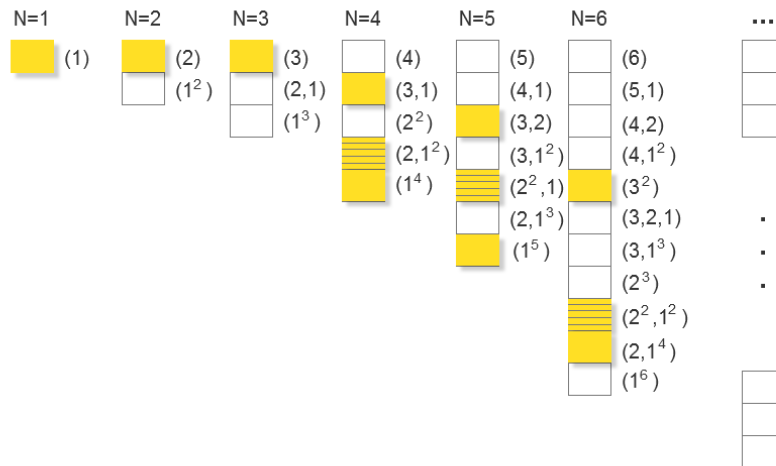 N=1 N=2 N=3 N=4 N=5 N=6 ...
(1) (2) (3) (4) (5) (6)
(1²) (2,1) (3,1) (4,1) (5,1)
(1³) (2²) (3,2) (4,2)
(2,1²) (3,1²) (4,1²)
(1⁴) (2²,1) (3²)
(2,1³) (3,2,1) .
(1⁵) (3,1³) .
(2³) .
(2²,1²)
(2,1⁴)
(1⁶)